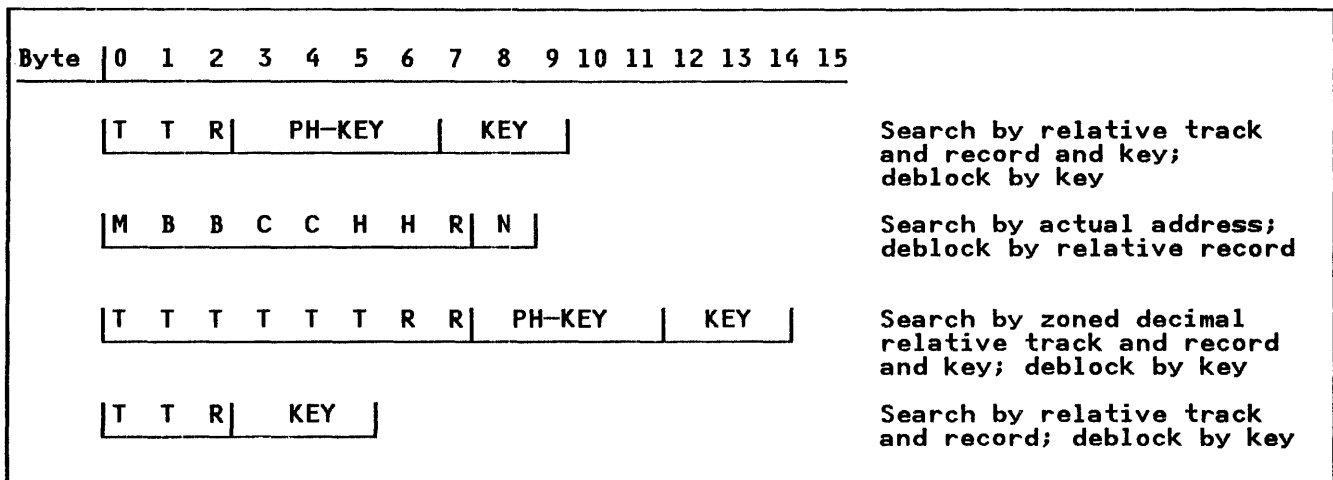 Byte 0 1 2 3 4 5 6 7 8 9 10 11 12 13 14 15
T T R PH-KEY KEY Search by relative track
and record and key;
deblock by key
M B B C C H H R N Search by actual address;
deblock by relative record
T T T T T T R R PH-KEY KEY Search by zoned decimal
relative track and record
and key; deblock by key
T T R KEY Search by relative track
and record; deblock by key